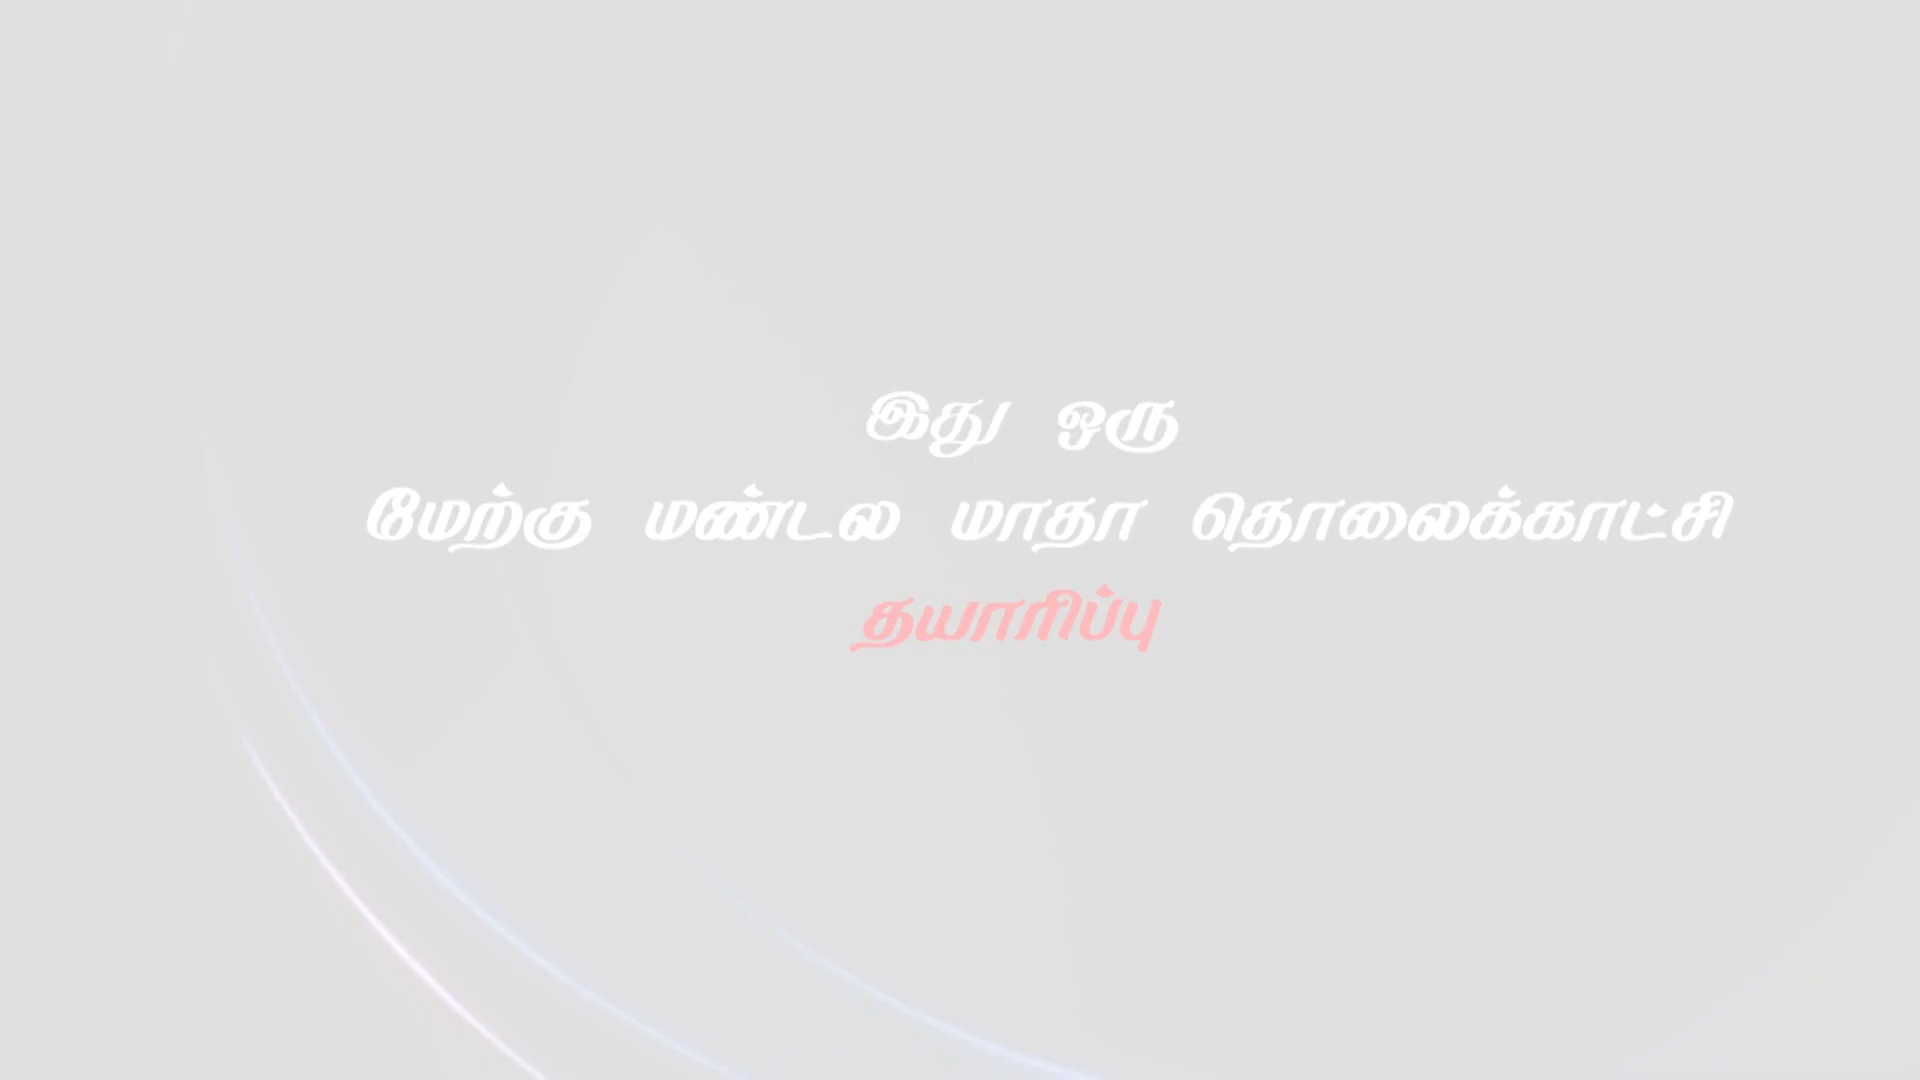 இது ஒரு
மேற்கு மண்டல மாதா தொலைக்காட்சி
தயாரிப்பு